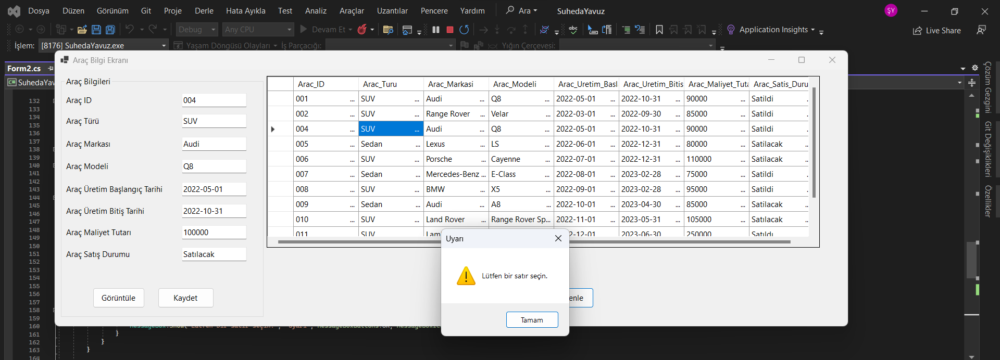 Dosya Düzen Görünüm Git Proje Derle Hata Ayıkla Test Analiz Araçlar Uzantılar Pencere Yardım Ara SuhedaYavuz ŞY
Debug Any CPU Devam Et Application Insights Live Share
İşlem: [8176] SuhedaYavuz.exe Yaşam Döngüsü Olayları İş Parçacığı: Yığın Çerçevesi:
Form2.cs
SuhedaYav
Araç Bilgi Ekranı
Araç Bilgileri
Araç ID 004
Araç Türü SUV
Araç Markası Audi
Araç Modeli Q8
Araç Üretim Başlangıç Tarihi 2022-05-01
Araç Üretim Bitiş Tarihi 2022-10-31
Araç Maliyet Tutarı 100000
Araç Satış Durumu Satılacak
Görüntüle Kaydet
Arac_ID Arac_Turu Arac_Markasi Arac_Modeli Arac_Uretim_Basl Arac_Uretim_Bitis Arac_Maliyet_Tuta Arac_Satis_Duru
001 ... SUV ... Audi ... Q8 ... 2022-05-01 ... 2022-10-31 ... 90000 ... Satildi .
002 ... SUV ... Range Rover ... Velar ... 2022-03-01 ... 2022-09-30 ... 85000 ... Satildi .
004 ... SUV ... Audi ... Q8 ... 2022-05-01 ... 2022-10-31 ... 90000 ... Satildi .
005 ... Sedan ... Lexus ... LS ... 2022-06-01 ... 2022-12-31 ... 80000 ... Satilacak .
006 ... SUV ... Porsche ... Cayenne ... 2022-07-01 ... 2022-12-31 ... 110000 ... Satilacak .
007 ... Sedan ... Mercedes-Benz ... E-Class ... 2022-08-01 ... 2023-02-28 ... 75000 ... Satildi .
008 ... SUV ... BMW ... X5 ... 2022-09-01 ... 2023-02-28 ... 95000 ... Satildi .
009 ... Sedan ... Audi ... A8 ... 2022-10-01 ... 2023-04-30 ... 85000 ... Satilacak .
010 ... SUV ... Land Rover ... Range Rover Sp... 2022-11-01 ... 2023-05-31 ... 105000 ... Satilacak .
011 ... SUV ... Lam 2-12-01 ... 2023-06-30 ... 250000 ... Satildi .
enle
Uyarı
Lütfen bir satır seçin.
Tamam
132
133
134
135
136
137
138
139
140
141
142
143
144
145
146
147
148
149
150
151
152
153
154
155
156
157
158
159
160
161 }
162 }
163 }
164
Çözüm Gezgini
Git Değişiklikleri
Özellikler